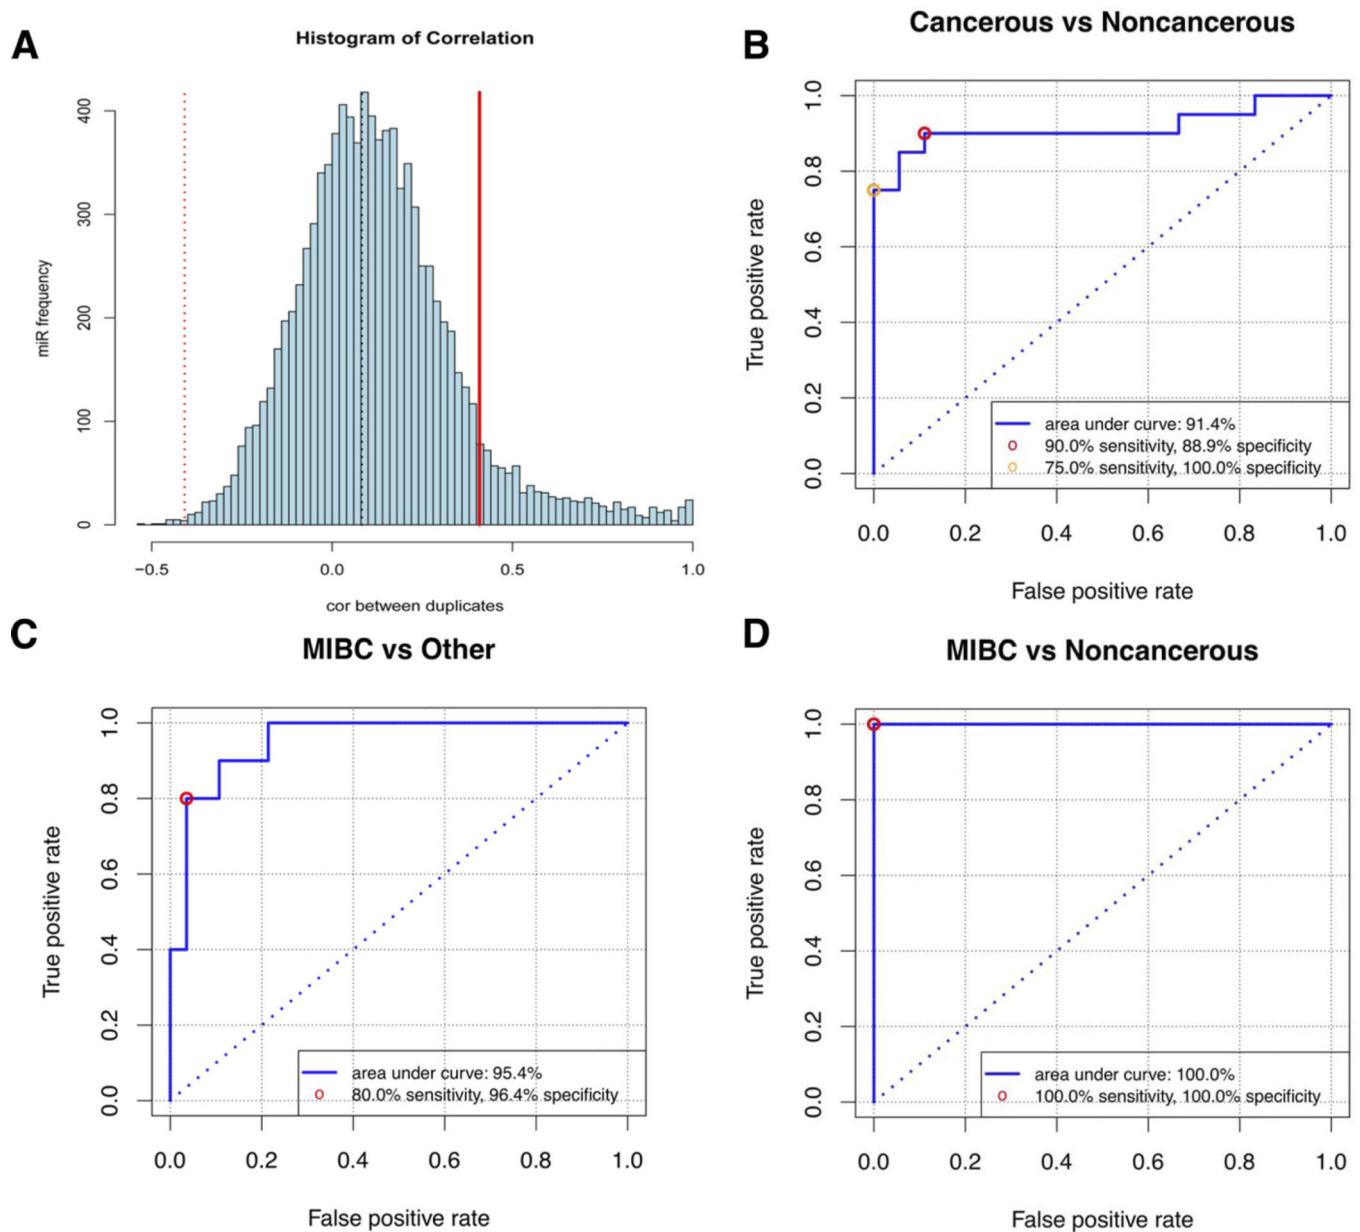 A
Histogram of Correlation
miR frequency
0
100
200
300
400
−0.5
0.0
0.5
1.0
cor between duplicates
B
Cancerous vs Noncancerous
True positive rate
0.0
0.2
0.4
0.6
0.8
1.0
area under curve: 91.4%
90.0% sensitivity, 88.9% specificity
75.0% sensitivity, 100.0% specificity
0.0
0.2
0.4
0.6
0.8
1.0
False positive rate
C
MIBC vs Other
True positive rate
0.0
0.2
0.4
0.6
0.8
1.0
area under curve: 95.4%
80.0% sensitivity, 96.4% specificity
0.0
0.2
0.4
0.6
0.8
1.0
False positive rate
D
MIBC vs Noncancerous
True positive rate
0.0
0.2
0.4
0.6
0.8
1.0
area under curve: 100.0%
100.0% sensitivity, 100.0% specificity
0.0
0.2
0.4
0.6
0.8
1.0
False positive rate